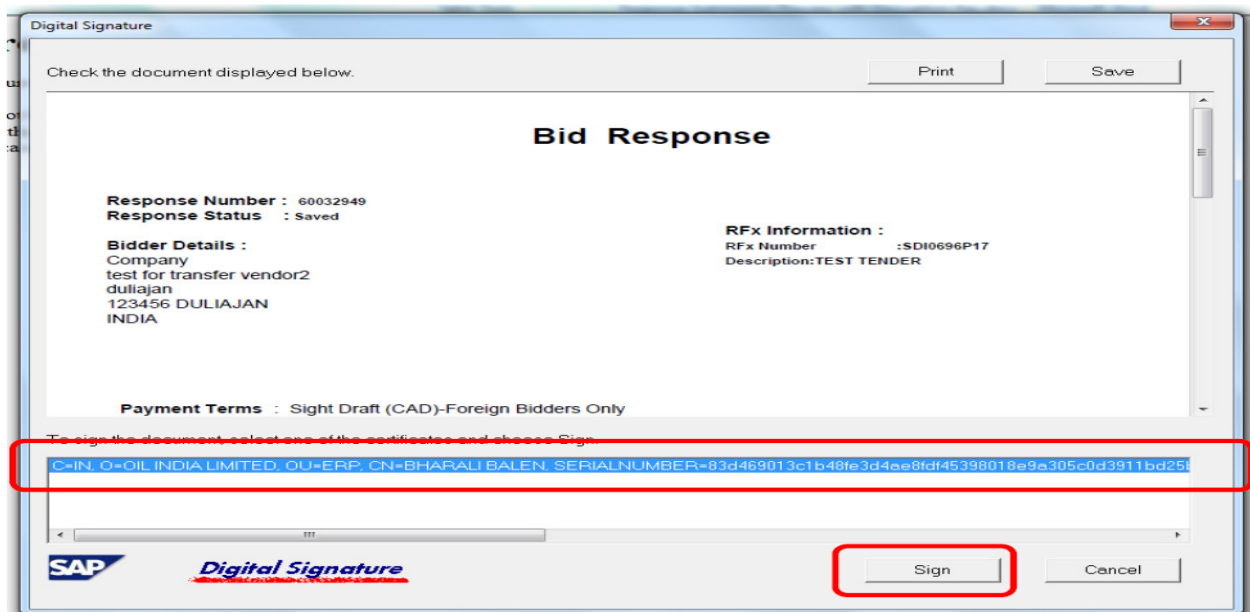 Digital Signature
Check the document displayed below.
Print
Save
Bid Response
Response Number : 60032949
Response Status : Saved
RFx Information :
Bidder Details :
RFx Number :SDI0696P17
Company
Description:TEST TENDER
test for transfer vendor2
duliajan
123456 DULIAJAN
INDIA
Payment Terms : Sight Draft (CAD)-Foreign Bidders Only
To sign the document, select one of the certificates and choose Sign.
C=IN, O=OIL INDIA LIMITED, OU=ERP, CN=BHARALI BALEN, SERIALNUMBER=83d469013c1b48fe3d4ae8fdf45398018e9a305c0d3911bd25
SAP
Digital Signature
Sign
Cancel